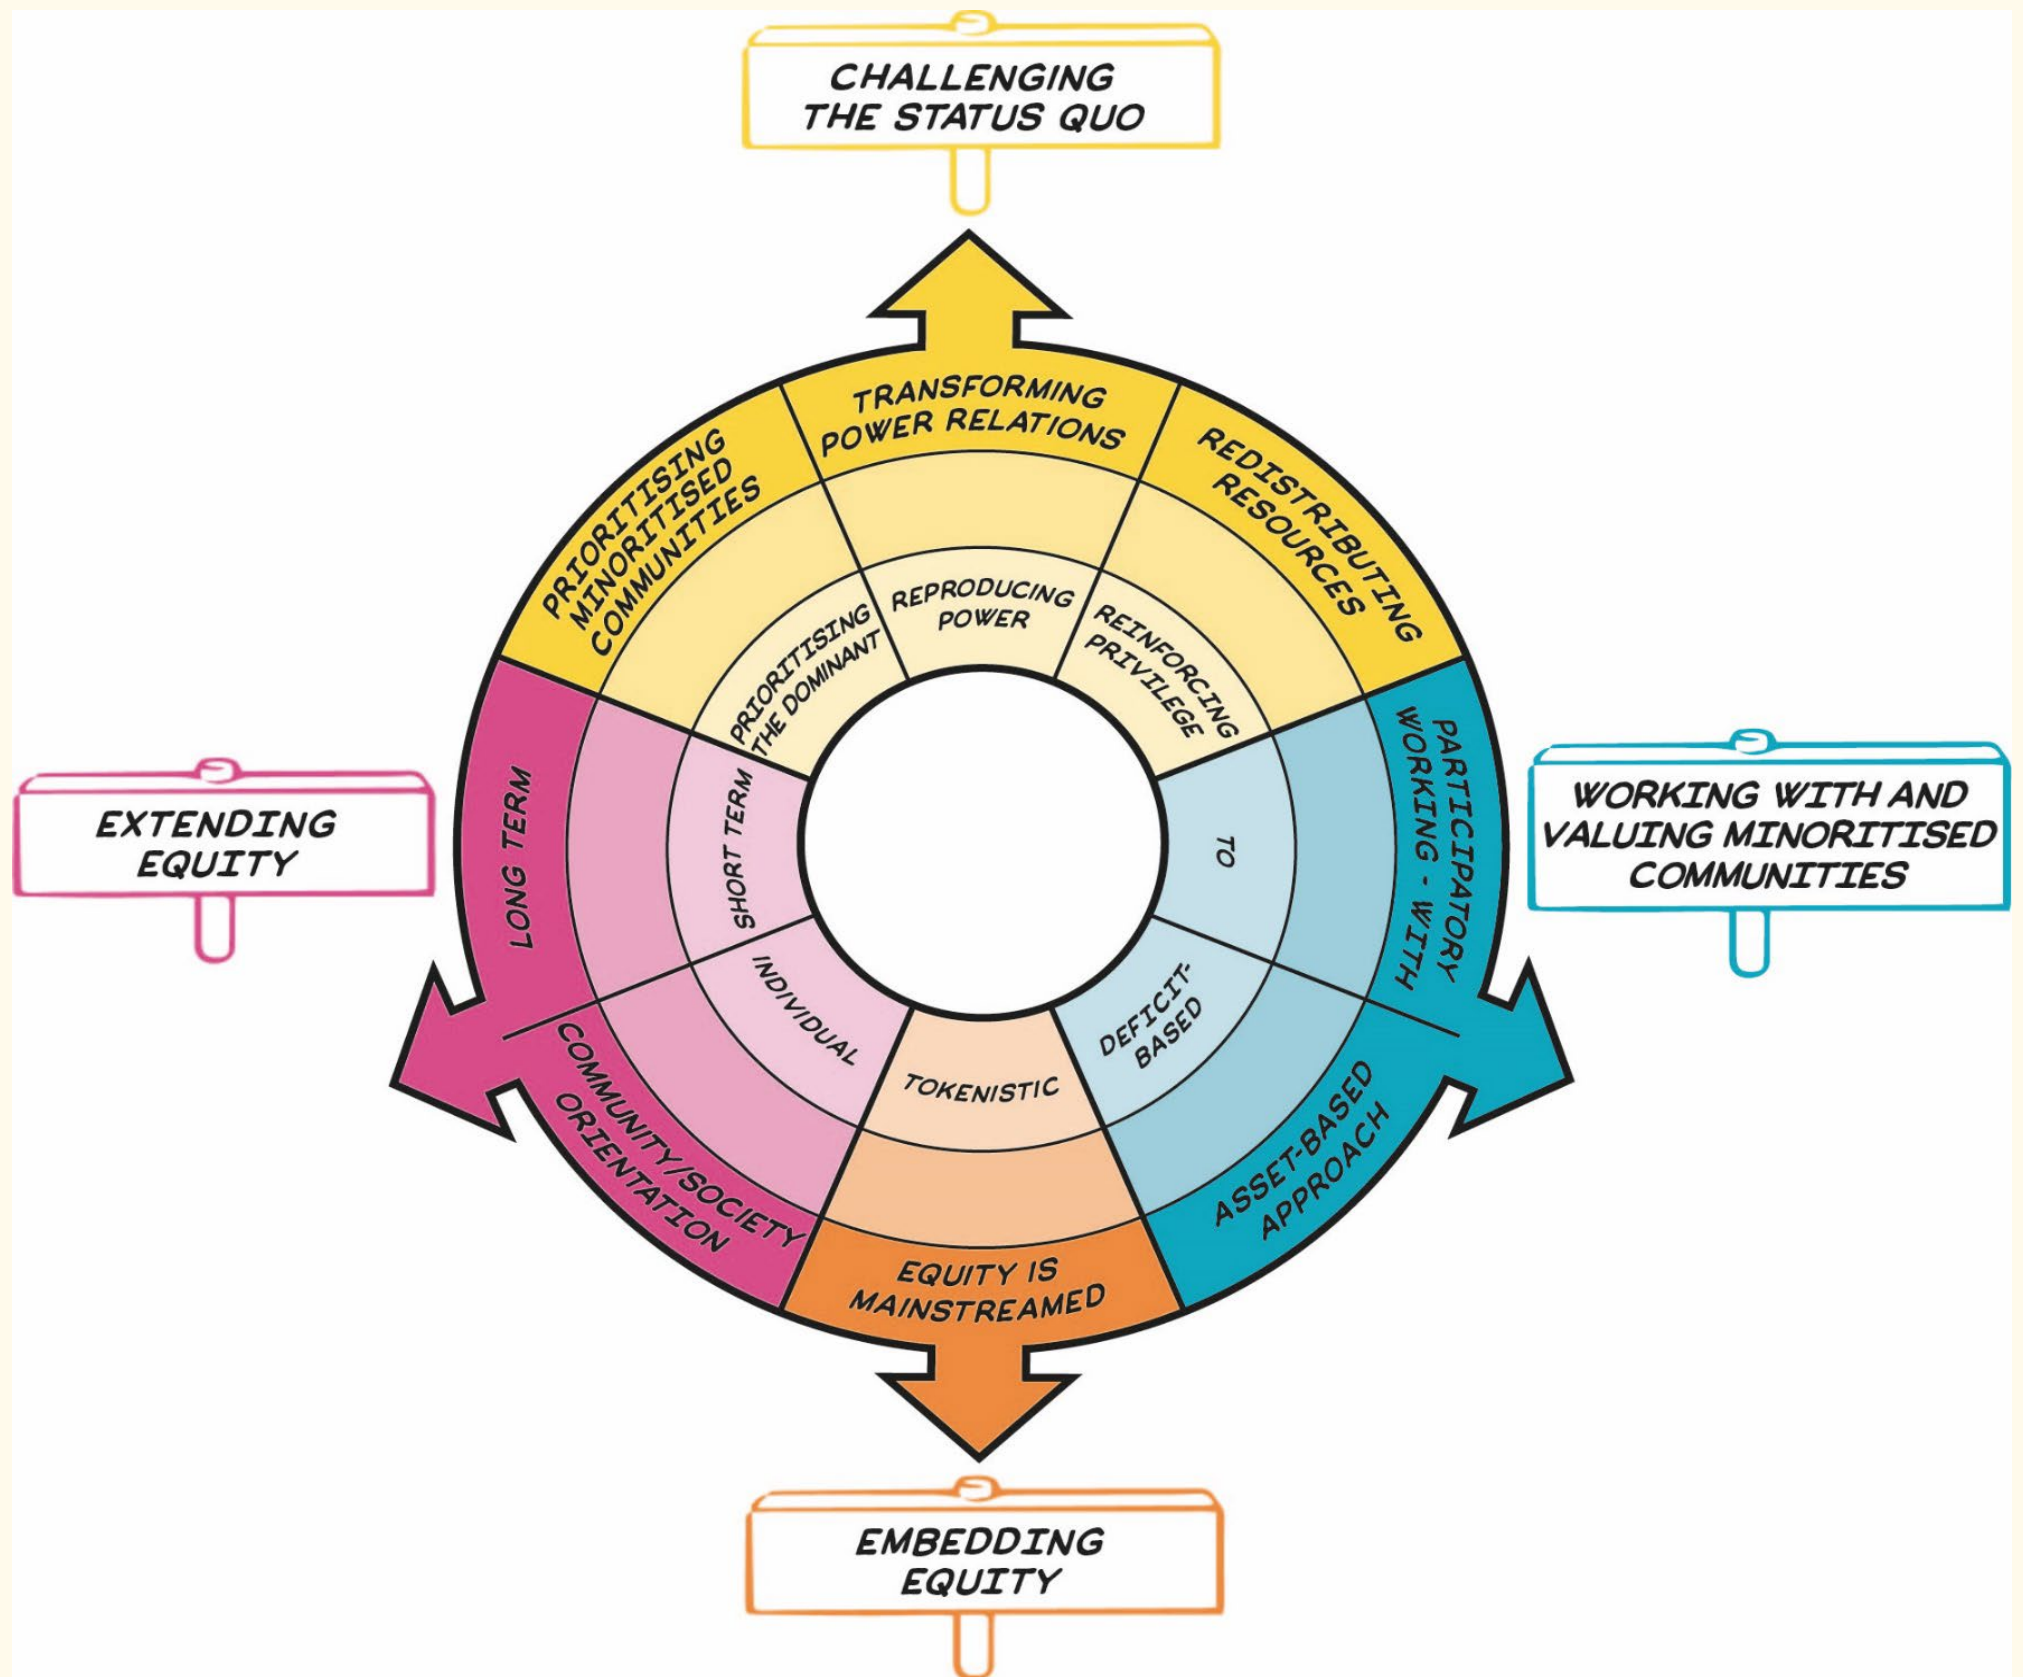 CHALLENGING
THE STATUS QUO
TRANSFORMING
POWER RELATIONS
PRIORITISING
MINORITISED
COMMUNITIES
REDISTRIBUTING
RESOURCES
REPRODUCING
POWER
PRIORITISING
THE DOMINANT
REINFORCING
PRIVILEGE
EXTENDING
EQUITY
LONG TERM
SHORT TERM
TO
PARTICIPATORY
WORKING - WITH
WORKING WITH AND
VALUING MINORITISED
COMMUNITIES
INDIVIDUAL
COMMUNITY/SOCIETY
ORIENTATION
TOKENISTIC
DEFICIT-
BASED
ASSET-BASED
APPROACH
EQUITY IS
MAINSTREAMED
EMBEDDING
EQUITY